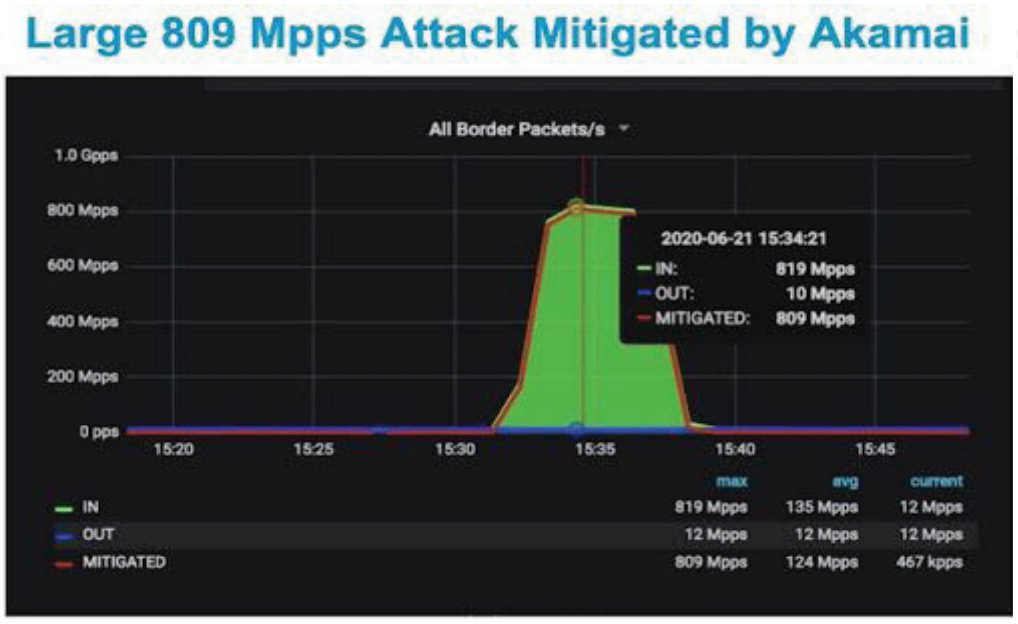 Large 809 Mpps Attack Mitigated by Akamai
All Border Packets/s
1.0 Gpps
800 Mpps
600 Mpps
400 Mpps
200 Mpps
0 pps
2020-06-21 15:34:21
IN: 819 Mpps
OUT: 10 Mpps
MITIGATED: 809 Mpps
15:20 15:25 15:30 15:35 15:40 15:45
max avg current
IN 819 Mpps 135 Mpps 12 Mpps
OUT 12 Mpps 12 Mpps 12 Mpps
MITIGATED 809 Mpps 124 Mpps 467 kpps